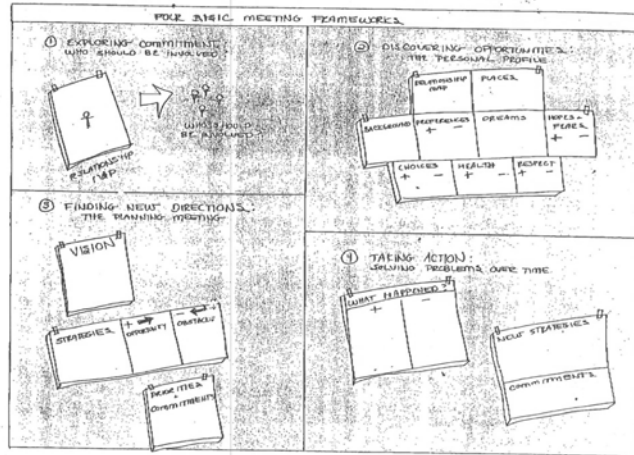 FOUR BASIC MEETING FRAMEWORKS
① EXPLORING COMMITMENT:
WHO SHOULD BE INVOLVED?
RELATIONSHIP
MAP
WHO SHOULD
BE INVOLVED?
② DISCOVERING OPPORTUNITIES:
THE PERSONAL PROFILE
RELATIONSHIP
MAP
PLACES
BACKGROUND
PREFERENCES
+ -
DREAMS
HOPES +
FEARS
+ -
CHOICES
+ -
HEALTH
+ -
RESPECT
+ -
③ FINDING NEW DIRECTIONS:
THE PLANNING MEETING
VISION
STRATEGIES
+
OPPORTUNITY
-
OBSTACLES
PRIORITIES
+
COMMITMENTS
④ TAKING ACTION:
SOLVING PROBLEMS OVER TIME
WHAT HAPPENED?
+ -
NEW STRATEGIES
COMMITMENTS